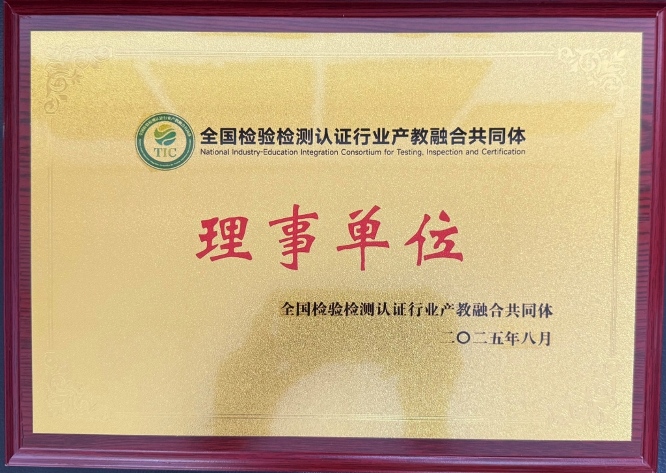 TIC
全国检验检测认证行业产教融合共同体
National Industry-Education Integration Consortium for Testing, Inspection and Certification
理事单位
全国检验检测认证行业产教融合共同体
二〇二五年八月